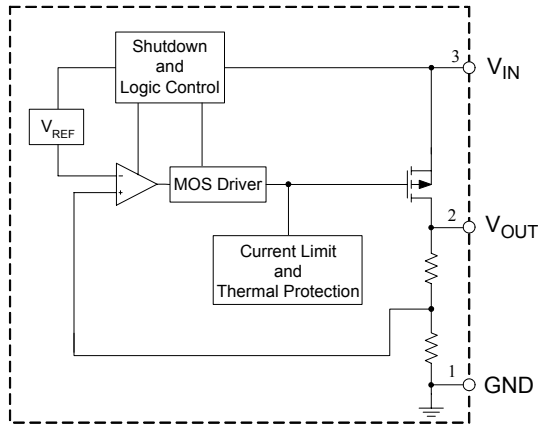 Shutdown
and
Logic Control
3
VIN
VREF
-
+
MOS Driver
2
VOUT
Current Limit
and
Thermal Protection
1
GND